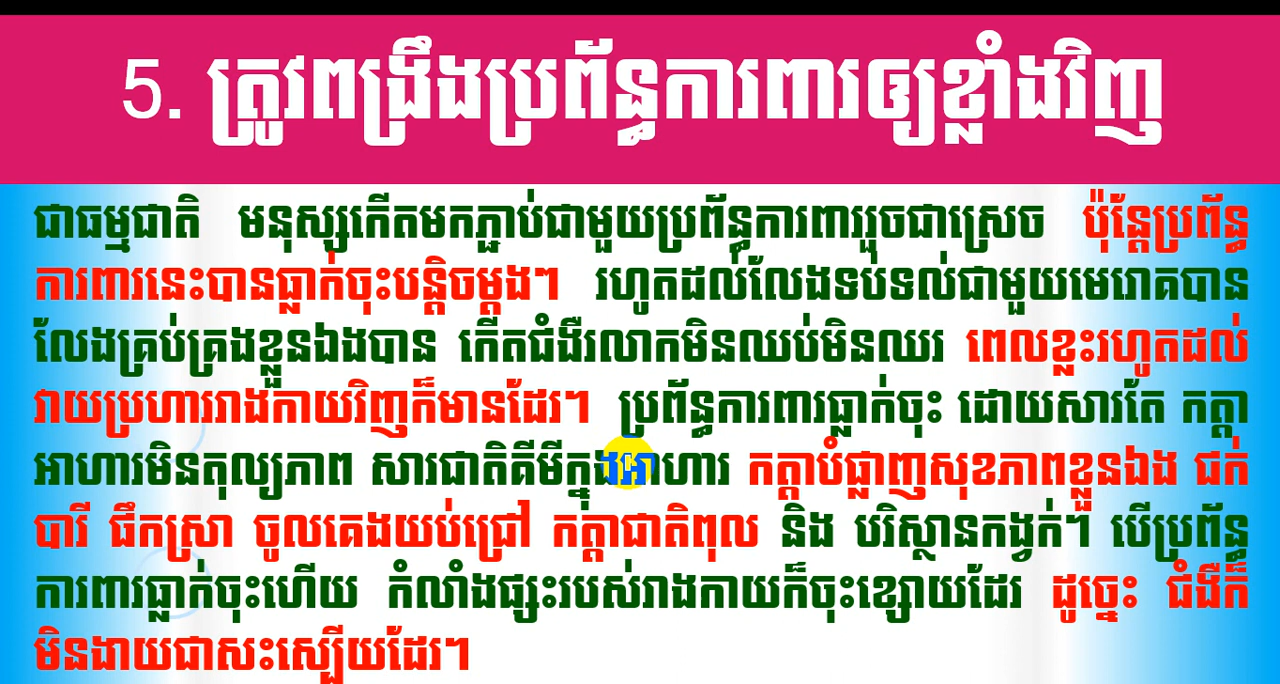 5. ត្រូវពង្រឹងប្រព័ន្ធការពារឲ្យខ្លាំងវិញ
ជាធម្មជាតិ មនុស្សកើតមកភ្ជាប់ជាមួយប្រព័ន្ធការពាររួចជាស្រេច ប៉ុន្តែប្រព័ន្ធ
ការពារនេះបានធ្លាក់ចុះបន្តិចម្តងៗ រហូតដល់លែងទប់ទល់ជាមួយមេរោគបាន
លែងគ្រប់គ្រងខ្លួនឯងបាន កើតជំងឺរលាកមិនឈប់មិនឈរ ពេលខ្លះរហូតដល់
វាយប្រហាររាងកាយវិញក៏មានដែរ។ ប្រព័ន្ធការពារធ្លាក់ចុះ ដោយសារតែ កត្តា
អាហារមិនតុល្យភាព សារជាតិគីមីក្នុងអាហារ កត្តាបំផ្លាញសុខភាពខ្លួនឯង ជក់
បារី ផឹកស្រា ចូលគេងយប់ជ្រៅ កត្តាជាតិពុល និង បរិស្ថានកង្វក់។ បើប្រព័ន្ធ
ការពារធ្លាក់ចុះហើយ កំលាំងផ្សះរបស់រាងកាយក៏ចុះខ្សោយដែរ ដូច្នេះ ជំងឺក៏
មិនងាយជាសះស្បើយដែរ។